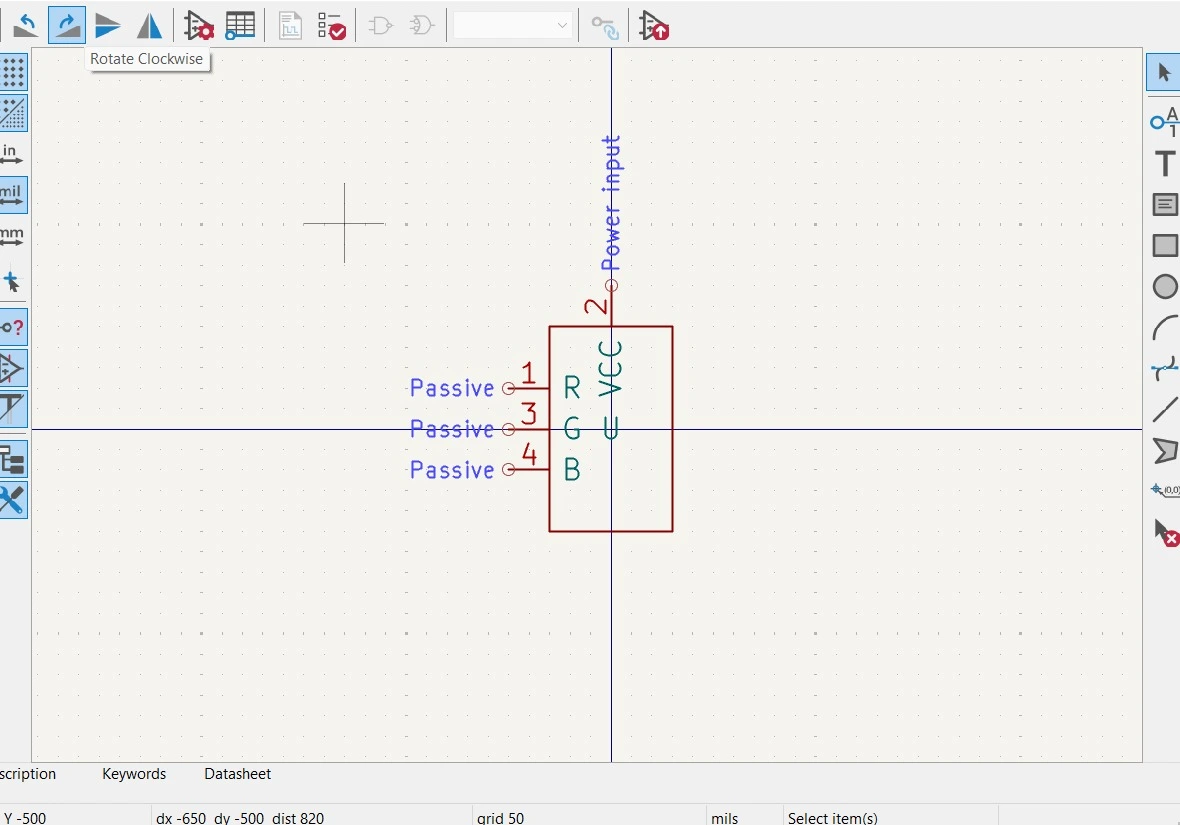 Rotate Clockwise
in
mil
mm
?
A
1
T
(0,0)
Power input
2
VCC
Passive 1 R
Passive 3 G U
Passive 4 B
scription Keywords Datasheet
Y -500 dx -650 dy -500 dist 820 grid 50 mils Select item(s)